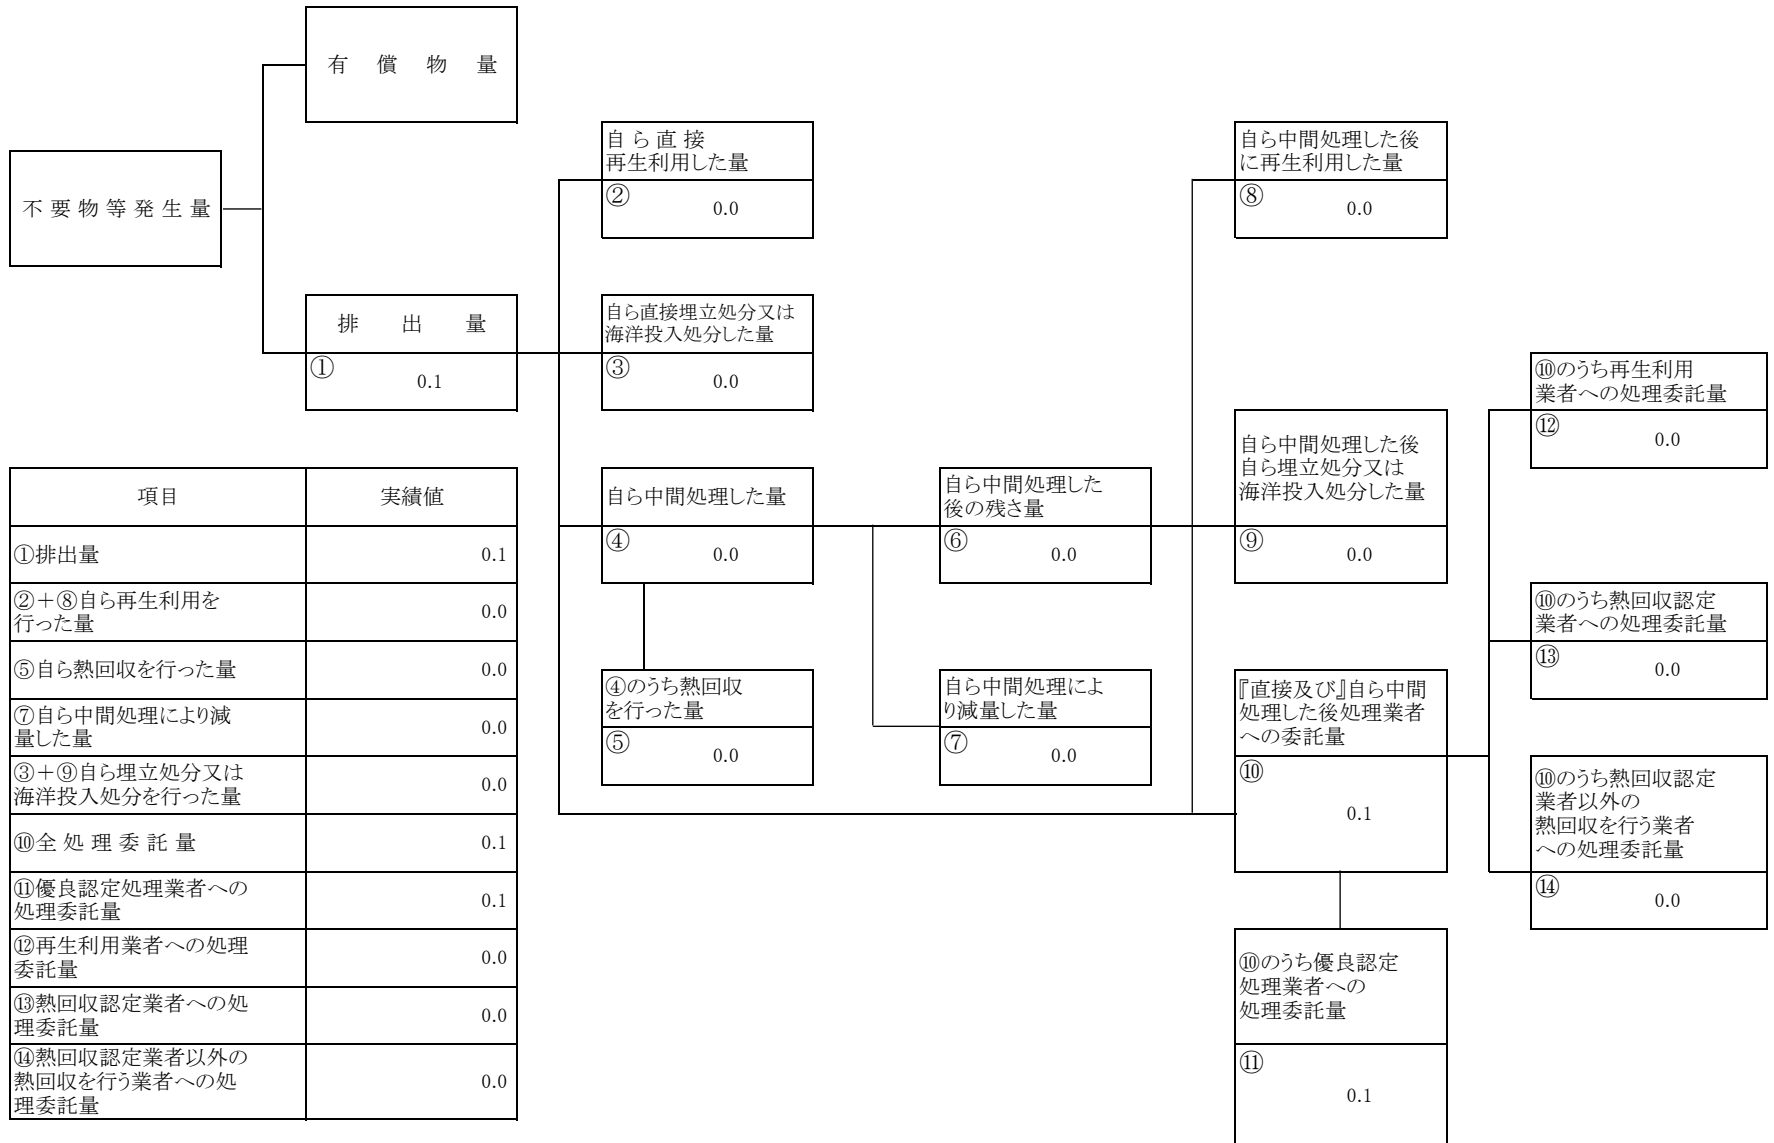 有 償 物 量
不 要 物 等 発 生 量
排 出 量
①
0.1
自 ら 直 接
再生利用した量
②
0.0
自ら直接埋立処分又は
海洋投入処分した量
③
0.0
自ら中間処理した量
④
0.0
④のうち熱回収
を行った量
⑤
0.0
自ら中間処理した
後の残さ量
⑥
0.0
自ら中間処理によ
り減量した量
⑦
0.0
自ら中間処理した後
に再生利用した量
⑧
0.0
自ら中間処理した後
自ら埋立処分又は
海洋投入処分した量
⑨
0.0
『直接及び』自ら中間
処理した後処理業者
への委託量
⑩
0.1
⑩のうち優良認定
処理業者への
処理委託量
⑪
0.1
⑩のうち再生利用
業者への処理委託量
⑫
0.0
⑩のうち熱回収認定
業者への処理委託量
⑬
0.0
⑩のうち熱回収認定
業者以外の
熱回収を行う業者
への処理委託量
⑭
0.0
項目 実績値
①排出量 0.1
②＋⑧自ら再生利用を
行った量
0.0
⑤自ら熱回収を行った量 0.0
⑦自ら中間処理により減
量した量
0.0
③＋⑨自ら埋立処分又は
海洋投入処分を行った量
0.0
⑩全 処 理 委 託 量 0.1
⑪優良認定処理業者への
処理委託量
0.1
⑫再生利用業者への処理
委託量
0.0
⑬熱回収認定業者への処
理委託量
0.0
⑭熱回収認定業者以外の
熱回収を行う業者への処
理委託量
0.0